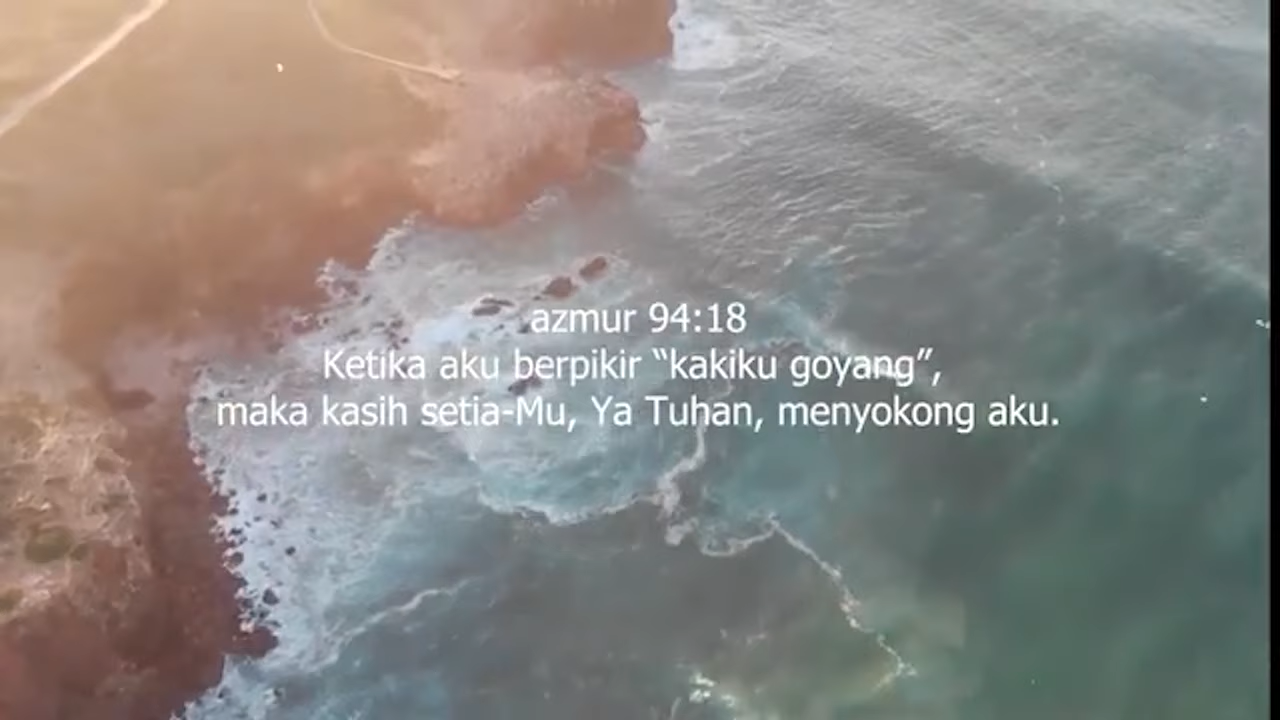 azmur 94:18
Ketika aku berpikir “kakiku goyang”,
maka kasih setia-Mu, Ya Tuhan, menyokong aku.